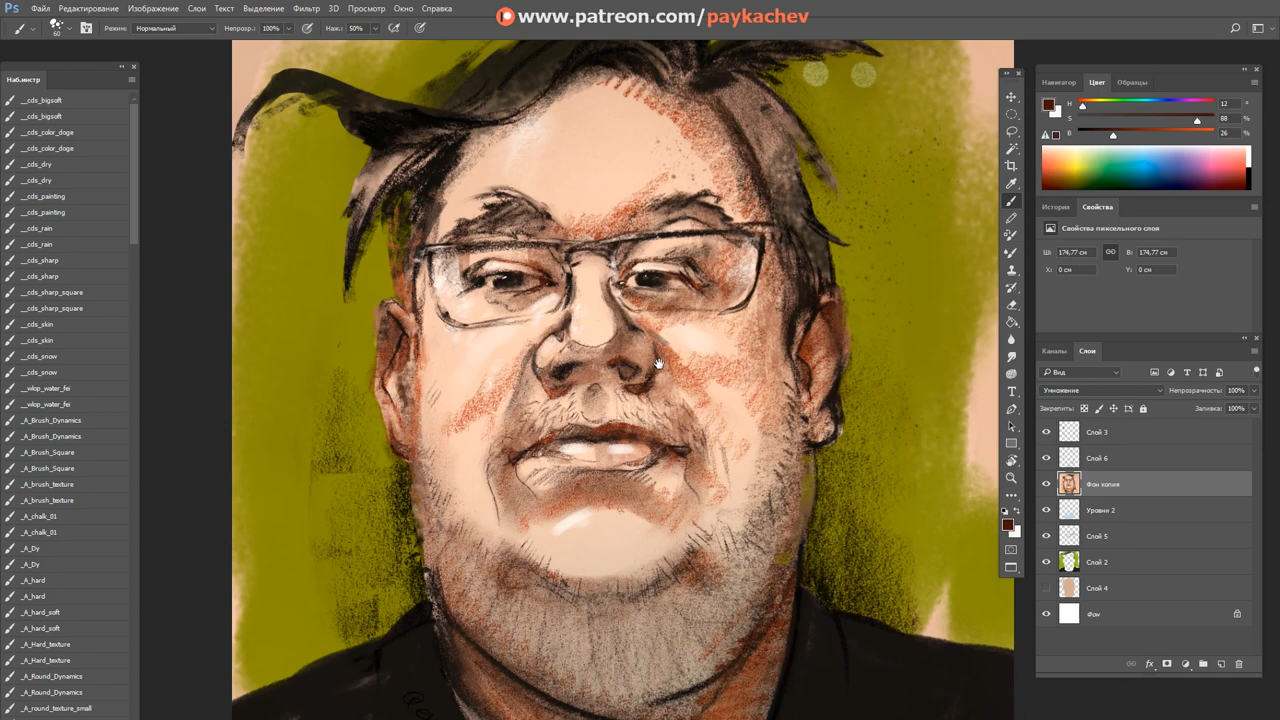 www.patreon.com/paykachev
Ps Файл Редактирование Изображение Слои Текст Выделение Фильтр 3D Просмотр Окно Справка
60 Режим: Нормальный Непрозр.: 100% Наж.: 50%
Наб.инстр
__cds_bigsoft
__cds_bigsoft
__cds_color_doge
__cds_color_doge
__cds_dry
__cds_dry
__cds_painting
__cds_painting
__cds_rain
__cds_rain
__cds_sharp
__cds_sharp
__cds_sharp_square
__cds_sharp_square
__cds_skin
__cds_skin
__cds_snow
__cds_snow
__wlop_water_fei
__wlop_water_fei
_A_Brush_Dynamics
_A_Brush_Dynamics
_A_Brush_Square
_A_Brush_Square
_A_brush_texture
_A_brush_texture
_A_chalk_01
_A_chalk_01
_A_Dy
_A_Dy
_A_hard
_A_hard
_A_hard_soft
_A_hard_soft
_A_Hard_texture
_A_Hard_texture
_A_Round_Dynamics
_A_Round_Dynamics
_A_round_texture_small
Навигатор Цвет Образцы
H 12 °
S 88 %
B 26 %
История Свойства
Свойства пиксельного слоя
Ш: 174,77 см В: 174,77 см
X: 0 см Y: 0 см
Каналы Слои
Вид
Умножение Непрозрачность: 100%
Закрепить: Заливка: 100%
Слой 3
Слой 6
Фон копия
Уровни 2
Слой 5
Слой 2
Слой 4
Фон
fx